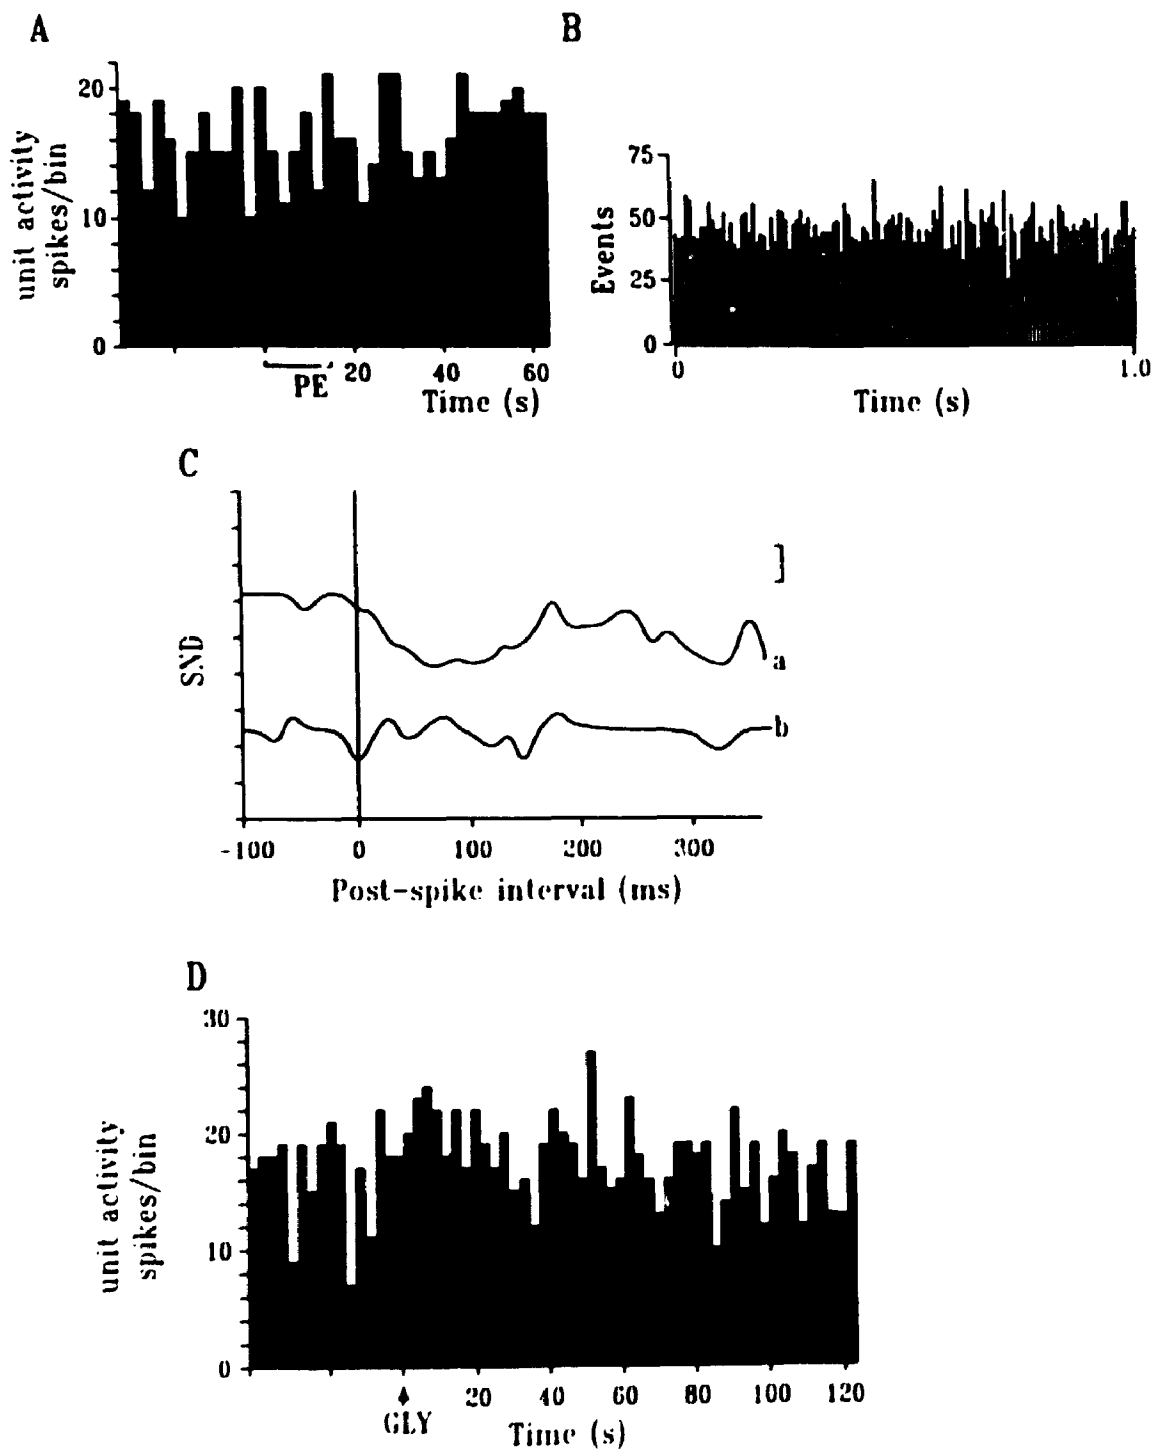 A
B
20
10
0
unit activity
spikes/bin
PE
20
40
60
Time (s)
75
50
25
0
Events
0
1.0
Time (s)
C
SND
a
b
-100
0
100
200
300
Post-spike interval (ms)
D
30
20
10
0
unit activity
spikes/bin
20
40
60
80
100
120
GLY
Time (s)